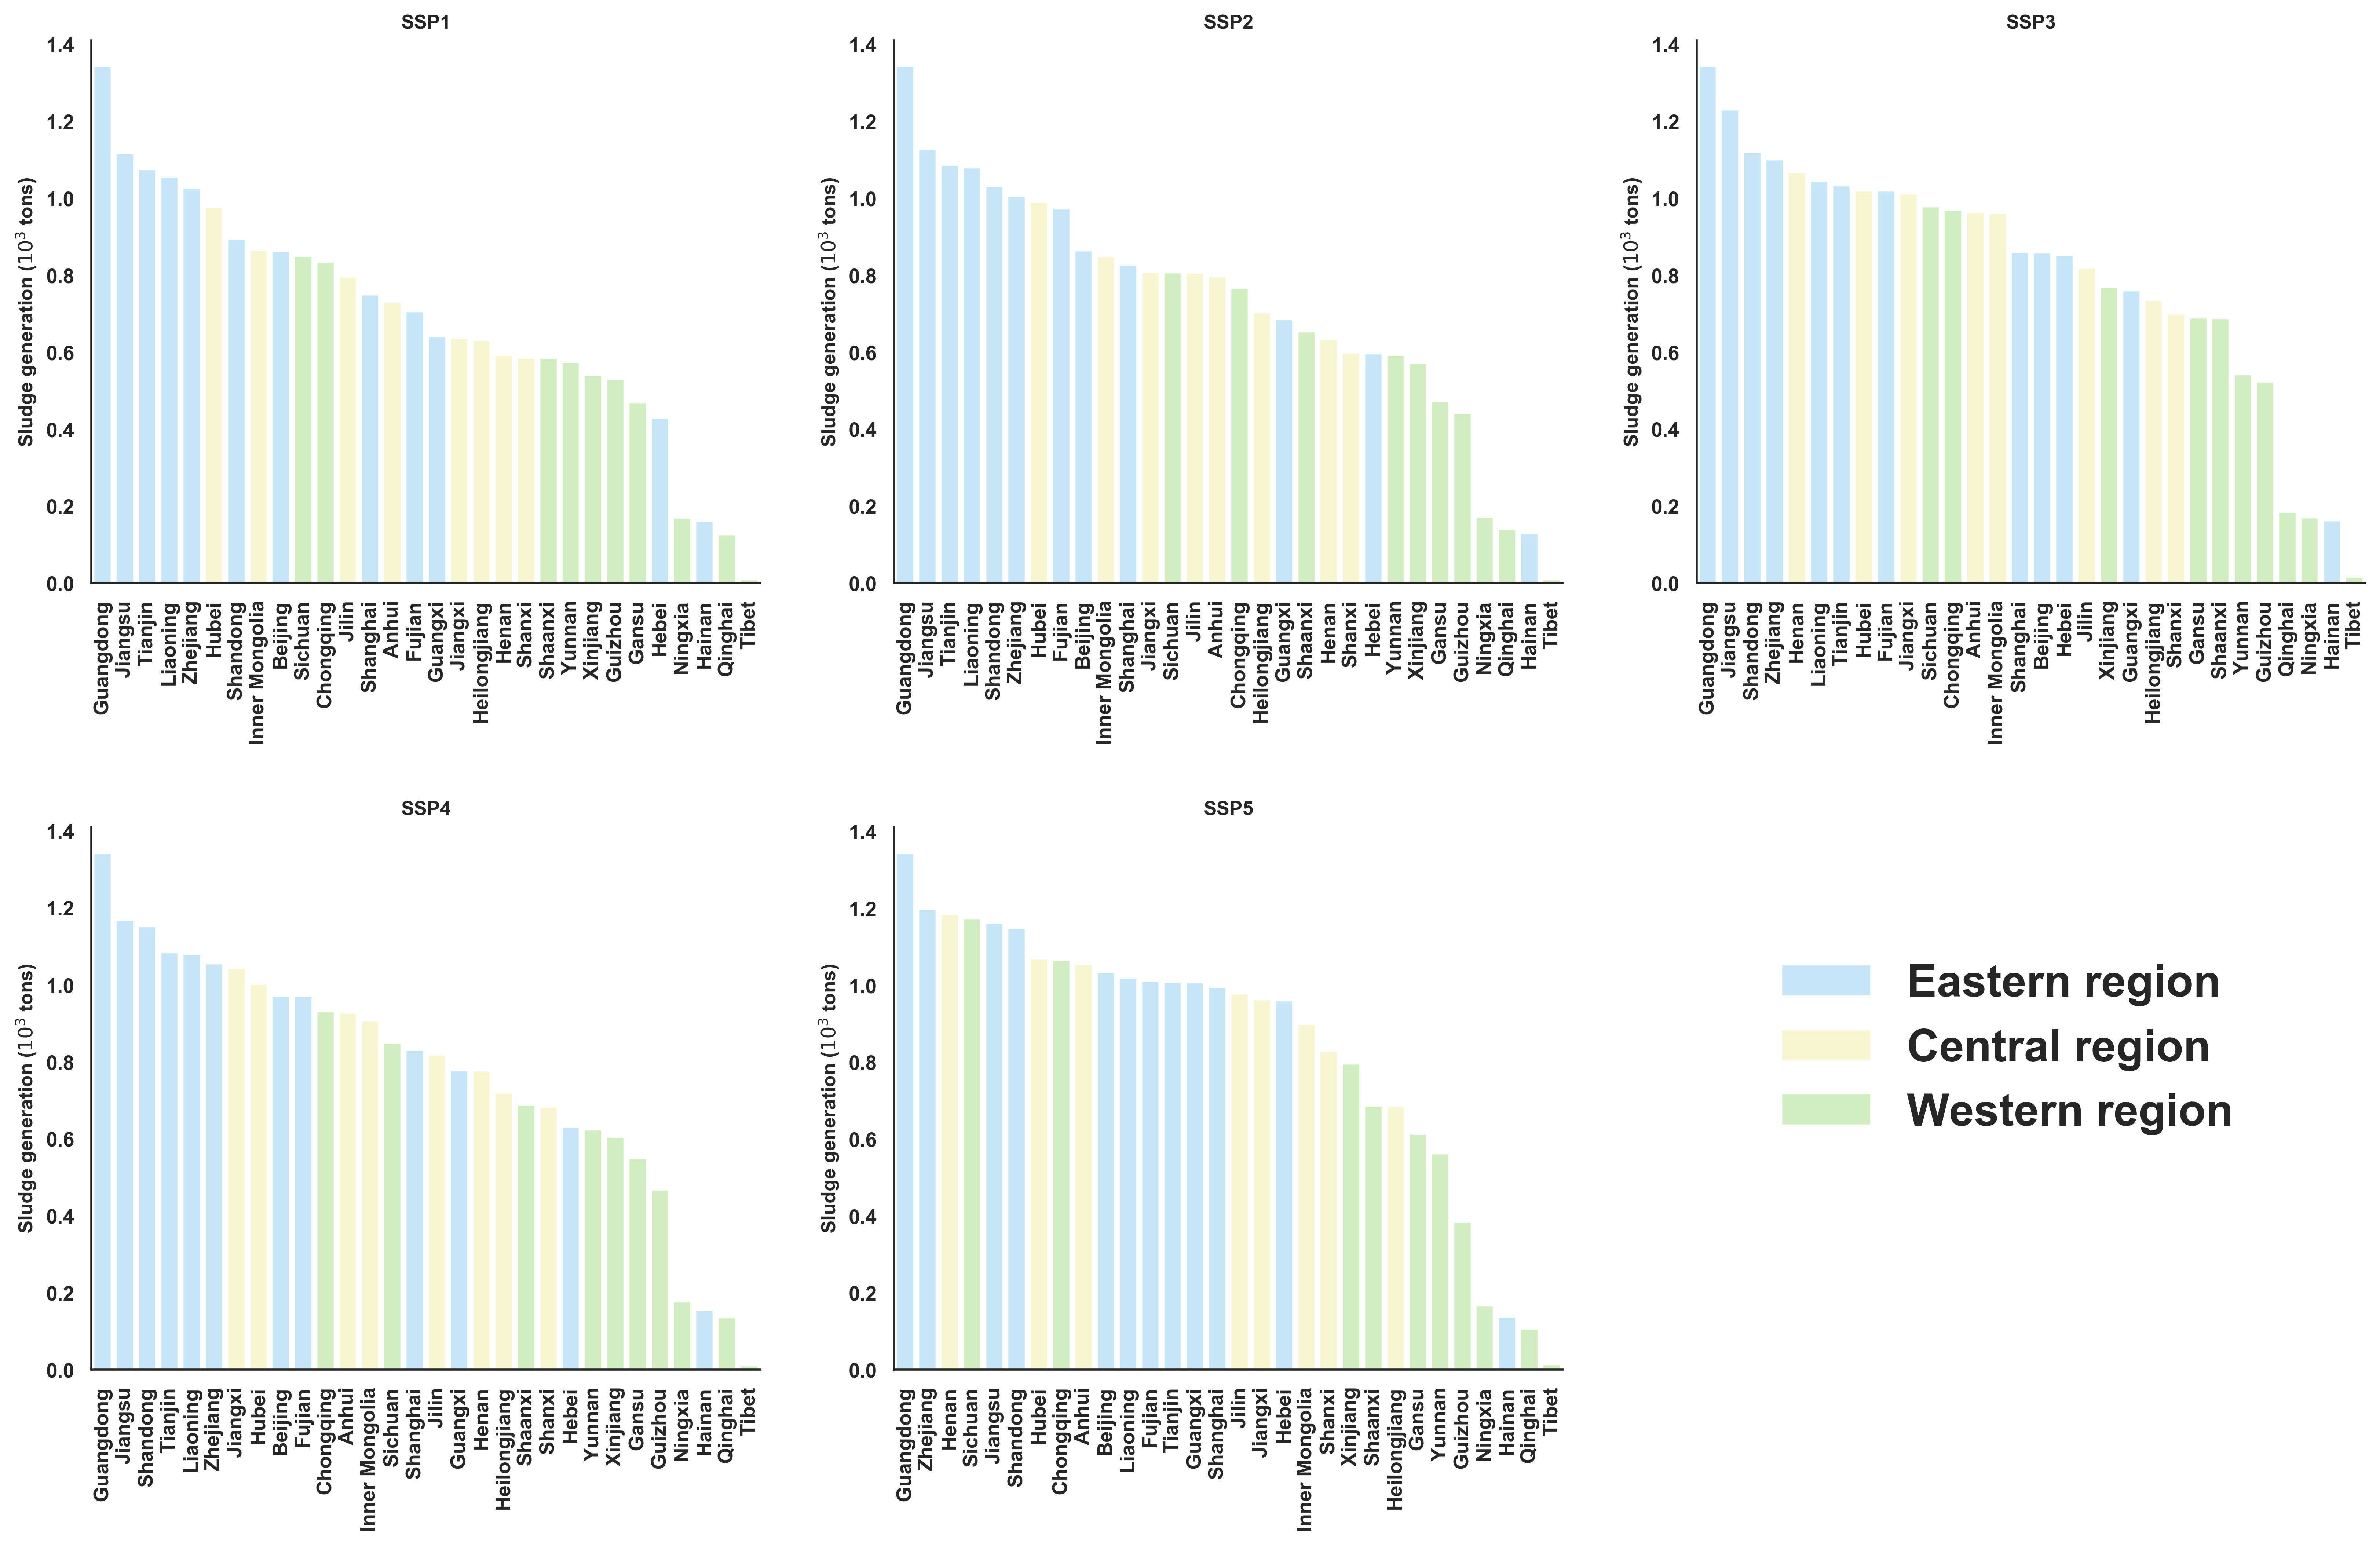 SSP1
Sludge generation (10³ tons)
1.4
1.2
1.0
0.8
0.6
0.4
0.2
0.0
Guangdong
Jiangsu
Tianjin
Liaoning
Zhejiang
Hubei
Shandong
Inner Mongolia
Beijing
Sichuan
Chongqing
Jilin
Shanghai
Anhui
Fujian
Guangxi
Jiangxi
Heilongjiang
Henan
Shanxi
Shaanxi
Yunnan
Xinjiang
Guizhou
Gansu
Hebei
Ningxia
Hainan
Qinghai
Tibet
SSP2
Sludge generation (10³ tons)
1.4
1.2
1.0
0.8
0.6
0.4
0.2
0.0
Guangdong
Jiangsu
Tianjin
Liaoning
Shandong
Zhejiang
Hubei
Fujian
Beijing
Inner Mongolia
Shanghai
Jiangxi
Sichuan
Jilin
Anhui
Chongqing
Heilongjiang
Guangxi
Shaanxi
Henan
Shanxi
Hebei
Yunnan
Xinjiang
Gansu
Guizhou
Ningxia
Qinghai
Hainan
Tibet
SSP3
Sludge generation (10³ tons)
1.4
1.2
1.0
0.8
0.6
0.4
0.2
0.0
Guangdong
Jiangsu
Shandong
Zhejiang
Henan
Liaoning
Tianjin
Hubei
Fujian
Jiangxi
Sichuan
Chongqing
Anhui
Inner Mongolia
Shanghai
Beijing
Hebei
Jilin
Xinjiang
Guangxi
Heilongjiang
Shanxi
Gansu
Shaanxi
Yunnan
Guizhou
Qinghai
Ningxia
Hainan
Tibet
SSP4
Sludge generation (10³ tons)
1.4
1.2
1.0
0.8
0.6
0.4
0.2
0.0
Guangdong
Jiangsu
Shandong
Tianjin
Liaoning
Zhejiang
Jiangxi
Hubei
Beijing
Fujian
Chongqing
Anhui
Inner Mongolia
Sichuan
Shanghai
Jilin
Guangxi
Henan
Heilongjiang
Shaanxi
Shanxi
Hebei
Yunnan
Xinjiang
Gansu
Guizhou
Ningxia
Hainan
Qinghai
Tibet
SSP5
Sludge generation (10³ tons)
1.4
1.2
1.0
0.8
0.6
0.4
0.2
0.0
Guangdong
Zhejiang
Henan
Sichuan
Jiangsu
Shandong
Hubei
Chongqing
Anhui
Beijing
Liaoning
Fujian
Tianjin
Guangxi
Shanghai
Jilin
Jiangxi
Hebei
Inner Mongolia
Shanxi
Xinjiang
Shaanxi
Heilongjiang
Gansu
Yunnan
Guizhou
Ningxia
Hainan
Qinghai
Tibet
Eastern region
Central region
Western region